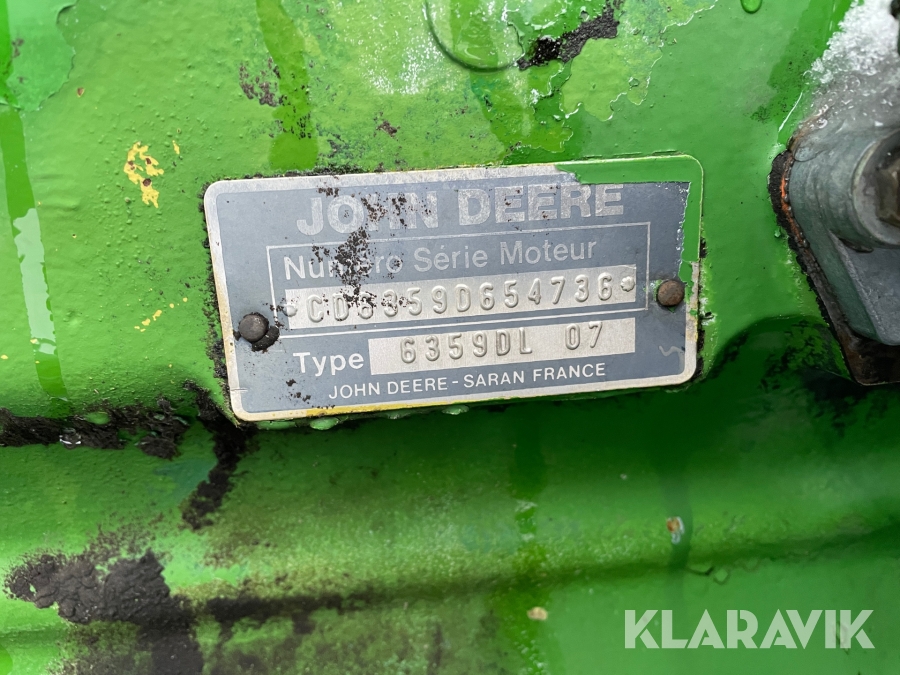 JOHN DEERE
Numéro Série Moteur
CD6359D654736
Type 6359DL 07
JOHN DEERE - SARAN FRANCE
KLARAVIK